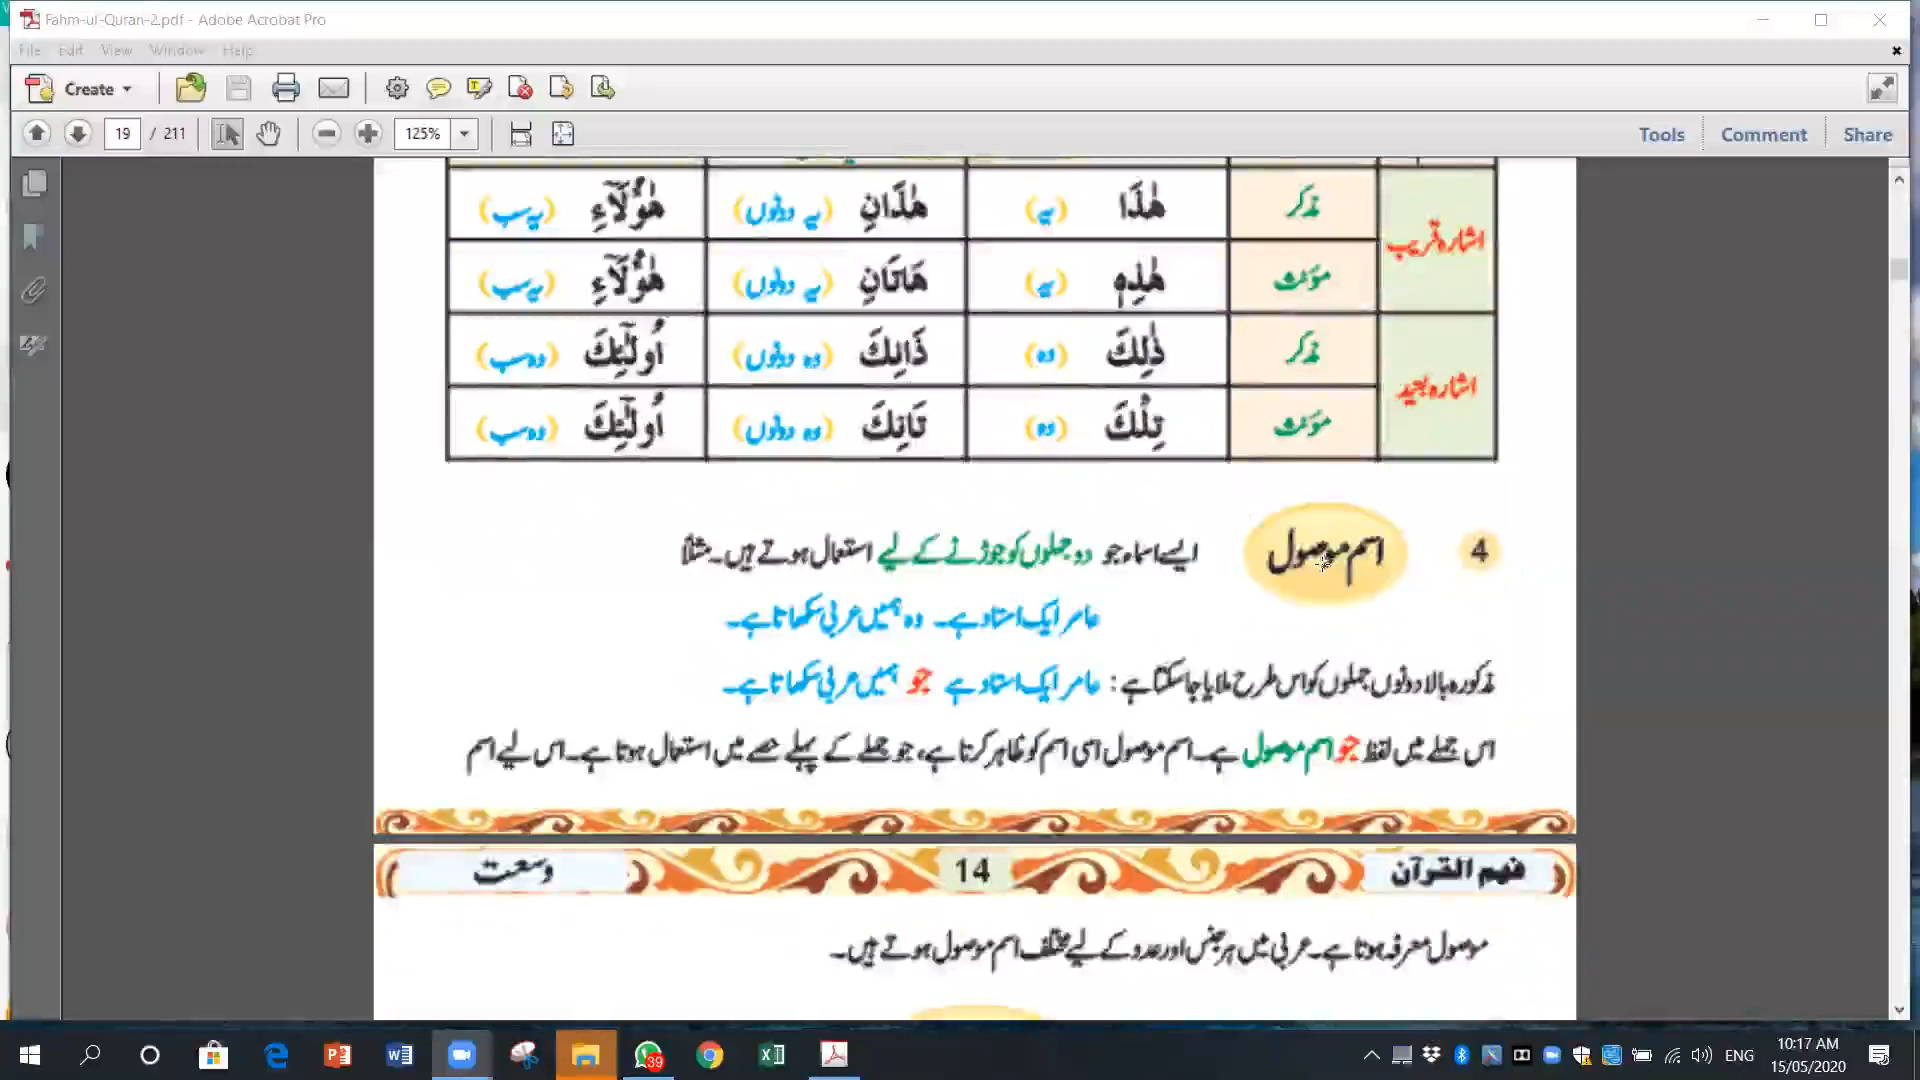 Fahm-ul-Quran-2.pdf - Adobe Acrobat Pro
File Edit View Window Help
Create
19 / 211 125% Tools Comment Share
اشارہ قریب مذکر هٰذَا (یہ) هٰذَانِ (یہ دونوں) هٰٓؤُلَآءِ (یہ سب)
مؤنث هٰذِهٖ (یہ) هَاتَانِ (یہ دونوں) هٰٓؤُلَآءِ (یہ سب)
اشارہ بعید مذکر ذٰلِكَ (وہ) ذَانِكَ (وہ دونوں) اُولٰٓئِكَ (وہ سب)
مؤنث تِلْكَ (وہ) تَانِكَ (وہ دونوں) اُولٰٓئِكَ (وہ سب)
4 اسم موصول ایسے اسماء جو دو جملوں کو جوڑنے کے لیے استعمال ہوتے ہیں۔ مثلاً
عامر ایک استاد ہے۔ وہ ہمیں عربی سکھاتا ہے۔
مذکورہ بالا دونوں جملوں کو اس طرح ملایا جا سکتا ہے: عامر ایک استاد ہے جو ہمیں عربی سکھاتا ہے۔
اس جملے میں لفظ جو اسم موصول ہے۔ اسم موصول اسی اسم کو ظاہر کرتا ہے، جو جملے کے پہلے حصے میں استعمال ہوتا ہے۔ اس لیے اسم
فهم القرآن 14 وسعت
موصول معرفہ ہوتا ہے۔ عربی میں ہر جنس اور عدد کے لیے مختلف اسم موصول ہوتے ہیں۔
39
ENG
10:17 AM
15/05/2020